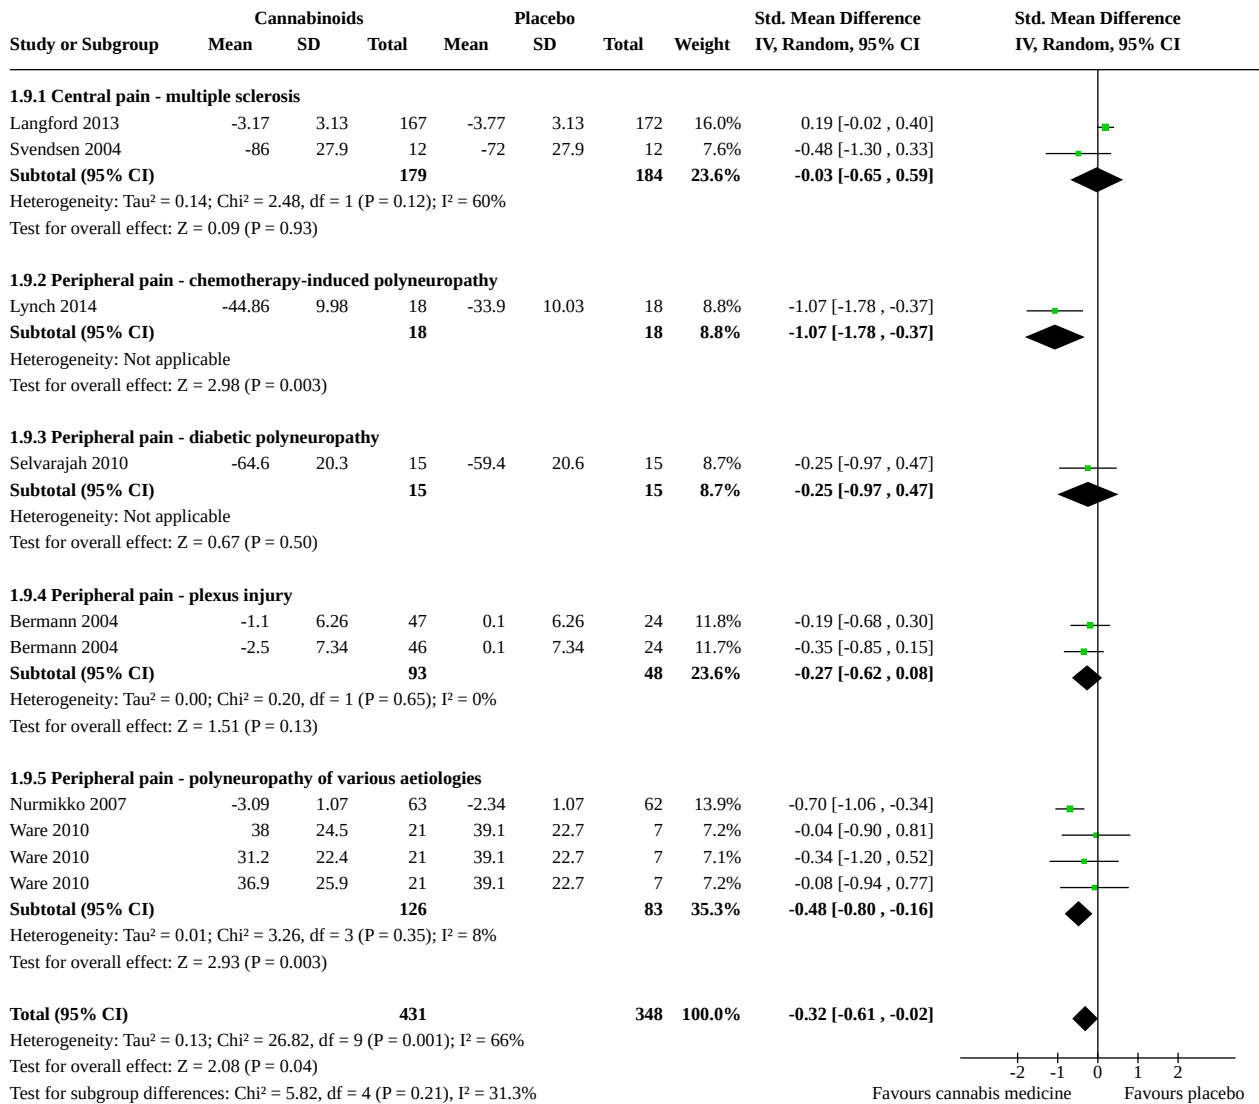 Cannabinoids Placebo Std. Mean Difference Std. Mean Difference
Study or Subgroup Mean SD Total Mean SD Total Weight IV, Random, 95% CI IV, Random, 95% CI
1.9.1 Central pain - multiple sclerosis
Langford 2013 -3.17 3.13 167 -3.77 3.13 172 16.0% 0.19 [-0.02 , 0.40]
Svendsen 2004 -86 27.9 12 -72 27.9 12 7.6% -0.48 [-1.30 , 0.33]
Subtotal (95% CI) 179 184 23.6% -0.03 [-0.65 , 0.59]
Heterogeneity: Tau² = 0.14; Chi² = 2.48, df = 1 (P = 0.12); I² = 60%
Test for overall effect: Z = 0.09 (P = 0.93)
1.9.2 Peripheral pain - chemotherapy-induced polyneuropathy
Lynch 2014 -44.86 9.98 18 -33.9 10.03 18 8.8% -1.07 [-1.78 , -0.37]
Subtotal (95% CI) 18 18 8.8% -1.07 [-1.78 , -0.37]
Heterogeneity: Not applicable
Test for overall effect: Z = 2.98 (P = 0.003)
1.9.3 Peripheral pain - diabetic polyneuropathy
Selvarajah 2010 -64.6 20.3 15 -59.4 20.6 15 8.7% -0.25 [-0.97 , 0.47]
Subtotal (95% CI) 15 15 8.7% -0.25 [-0.97 , 0.47]
Heterogeneity: Not applicable
Test for overall effect: Z = 0.67 (P = 0.50)
1.9.4 Peripheral pain - plexus injury
Bermann 2004 -1.1 6.26 47 0.1 6.26 24 11.8% -0.19 [-0.68 , 0.30]
Bermann 2004 -2.5 7.34 46 0.1 7.34 24 11.7% -0.35 [-0.85 , 0.15]
Subtotal (95% CI) 93 48 23.6% -0.27 [-0.62 , 0.08]
Heterogeneity: Tau² = 0.00; Chi² = 0.20, df = 1 (P = 0.65); I² = 0%
Test for overall effect: Z = 1.51 (P = 0.13)
1.9.5 Peripheral pain - polyneuropathy of various aetiologies
Nurmikko 2007 -3.09 1.07 63 -2.34 1.07 62 13.9% -0.70 [-1.06 , -0.34]
Ware 2010 38 24.5 21 39.1 22.7 7 7.2% -0.04 [-0.90 , 0.81]
Ware 2010 31.2 22.4 21 39.1 22.7 7 7.1% -0.34 [-1.20 , 0.52]
Ware 2010 36.9 25.9 21 39.1 22.7 7 7.2% -0.08 [-0.94 , 0.77]
Subtotal (95% CI) 126 83 35.3% -0.48 [-0.80 , -0.16]
Heterogeneity: Tau² = 0.01; Chi² = 3.26, df = 3 (P = 0.35); I² = 8%
Test for overall effect: Z = 2.93 (P = 0.003)
Total (95% CI) 431 348 100.0% -0.32 [-0.61 , -0.02]
Heterogeneity: Tau² = 0.13; Chi² = 26.82, df = 9 (P = 0.001); I² = 66%
Test for overall effect: Z = 2.08 (P = 0.04)
-2 -1 0 1 2
Test for subgroup differences: Chi² = 5.82, df = 4 (P = 0.21), I² = 31.3%
Favours cannabis medicine Favours placebo